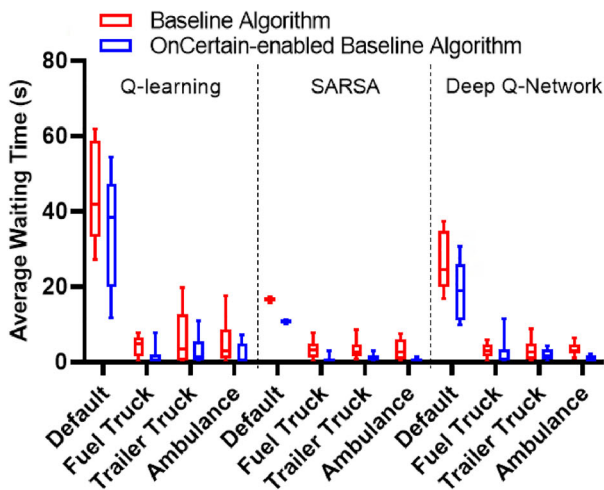 Baseline Algorithm
OnCertain-enabled Baseline Algorithm
Average Waiting Time (s)
80
60
40
20
0
Q-learning
SARSA
Deep Q-Network
Default
Fuel Truck
Trailer Truck
Ambulance
Default
Fuel Truck
Trailer Truck
Ambulance
Default
Fuel Truck
Trailer Truck
Ambulance